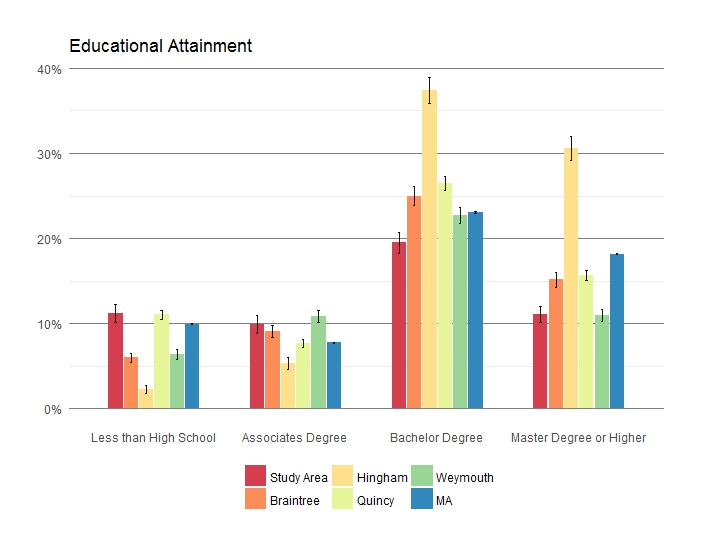 Educational Attainment
40%
30%
20%
10%
0%
Less than High School Associates Degree Bachelor Degree Master Degree or Higher
Study Area Hingham Weymouth
Braintree Quincy MA